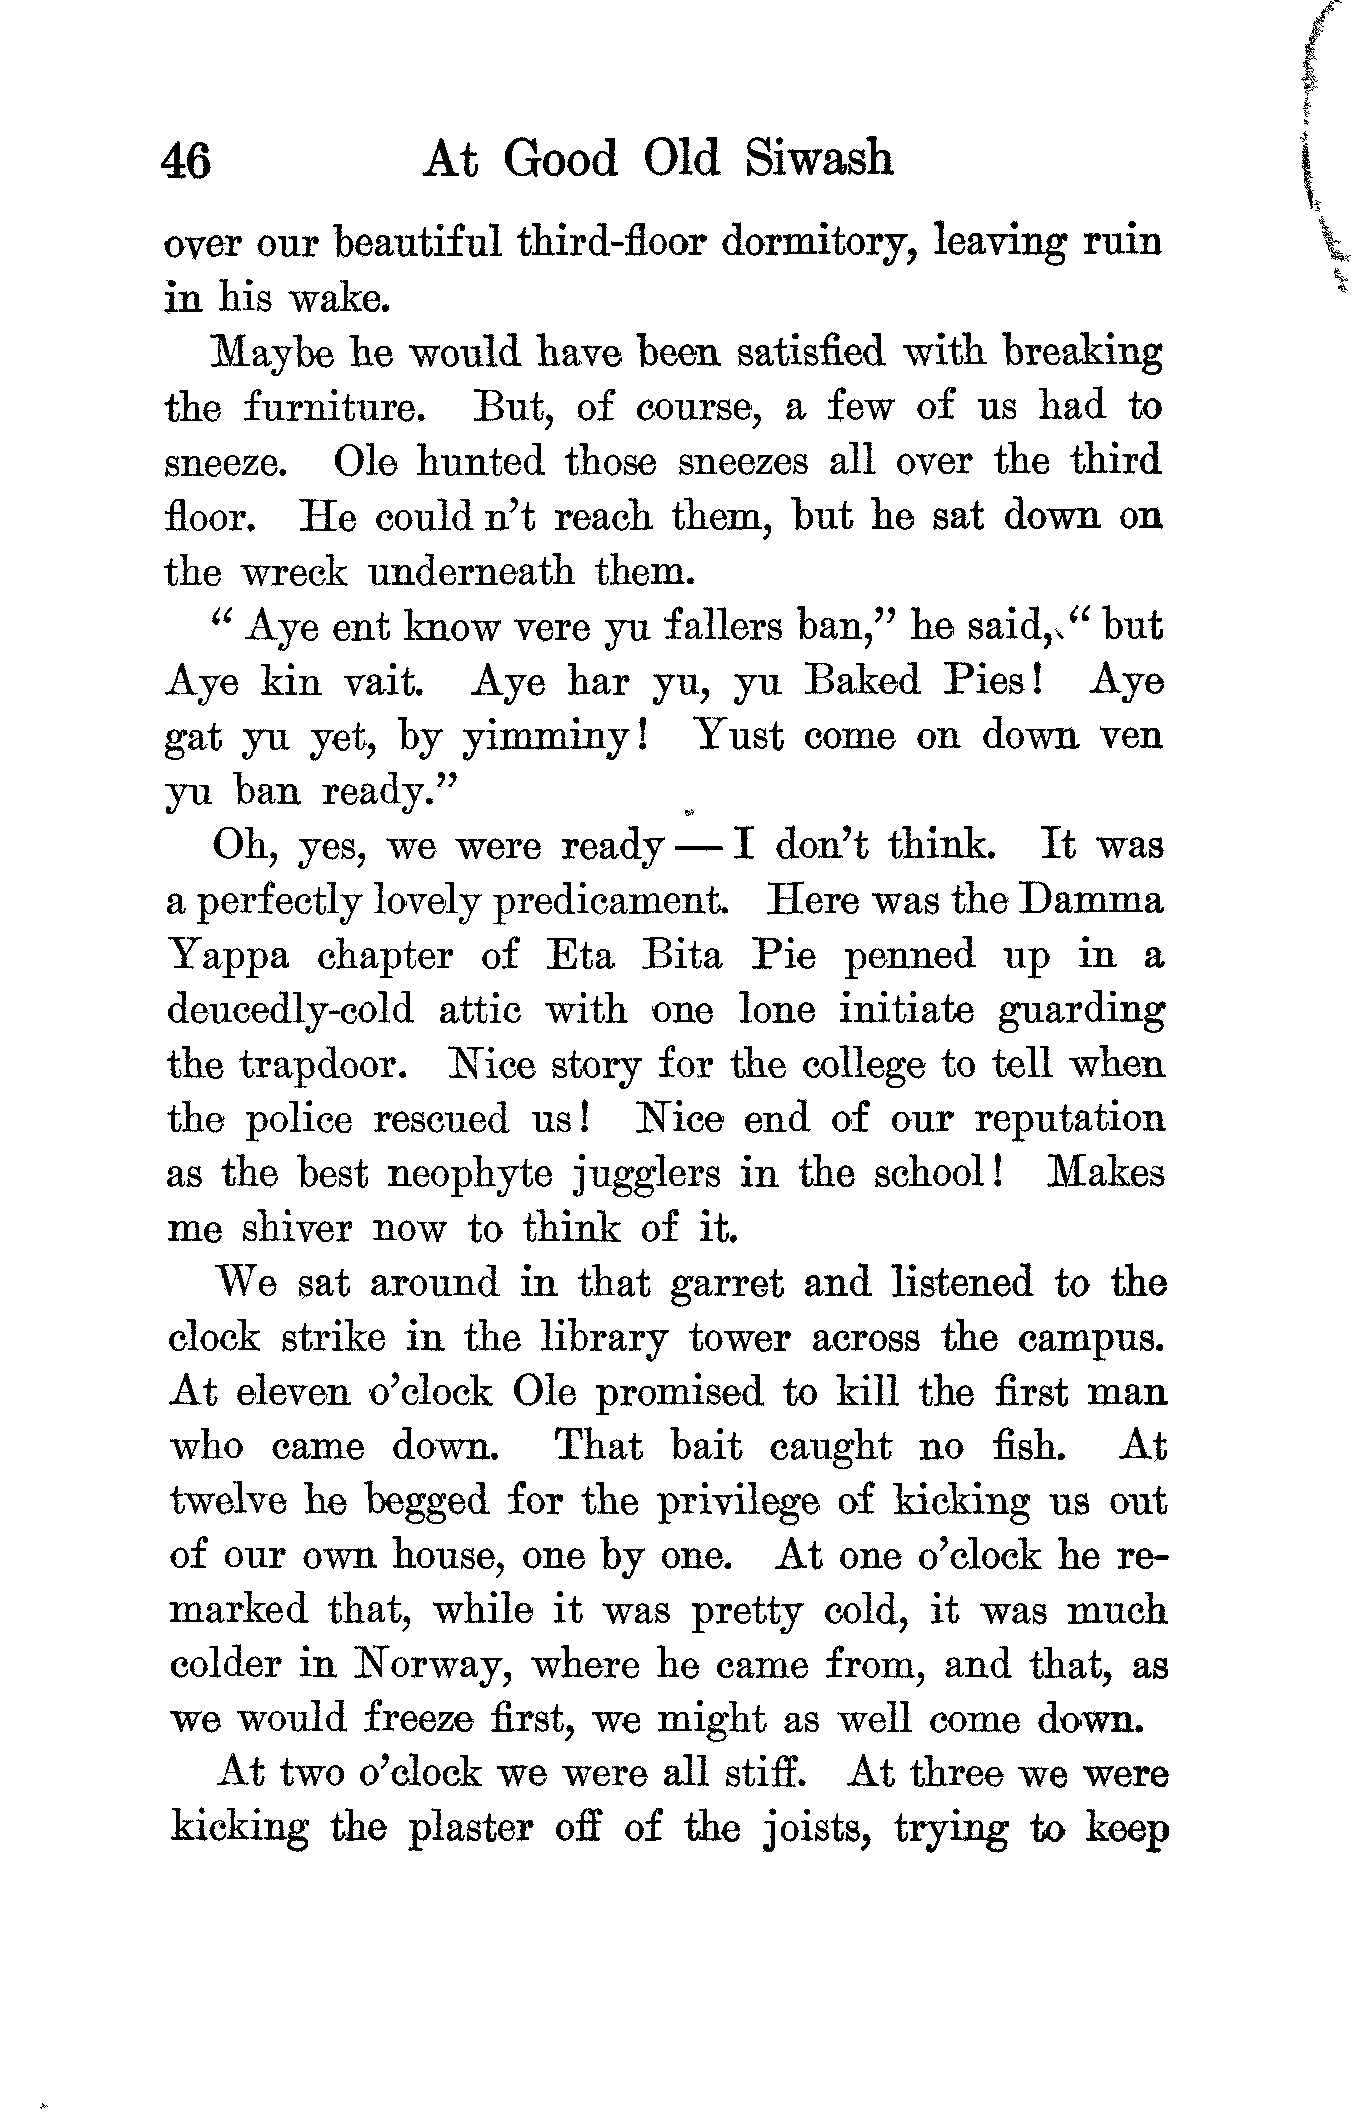 46 At Good Old Siwash
over our beautiful third-floor dormitory, leaving ruin
in his wake.
Maybe he would have been satisfied with breaking
the furniture. But, of course, a few of us had to
sneeze. Ole hunted those sneezes all over the third
floor. He could n't reach them, but he sat down on
the wreck underneath them.
" Aye ent know vere yu fallers ban," he said, " but
Aye kin vait. Aye har yu, yu Baked Pies! Aye
gat yu yet, by yimminy! Yust come on down ven
yu ban ready."
Oh, yes, we were ready — I don't think. It was
a perfectly lovely predicament. Here was the Damma
Yappa chapter of Eta Bita Pie penned up in a
deucedly-cold attic with one lone initiate guarding
the trapdoor. Nice story for the college to tell when
the police rescued us! Nice end of our reputation
as the best neophyte jugglers in the school! Makes
me shiver now to think of it.
We sat around in that garret and listened to the
clock strike in the library tower across the campus.
At eleven o'clock Ole promised to kill the first man
who came down. That bait caught no fish. At
twelve he begged for the privilege of kicking us out
of our own house, one by one. At one o'clock he re-
marked that, while it was pretty cold, it was much
colder in Norway, where he came from, and that, as
we would freeze first, we might as well come down.
At two o'clock we were all stiff. At three we were
kicking the plaster off of the joists, trying to keep